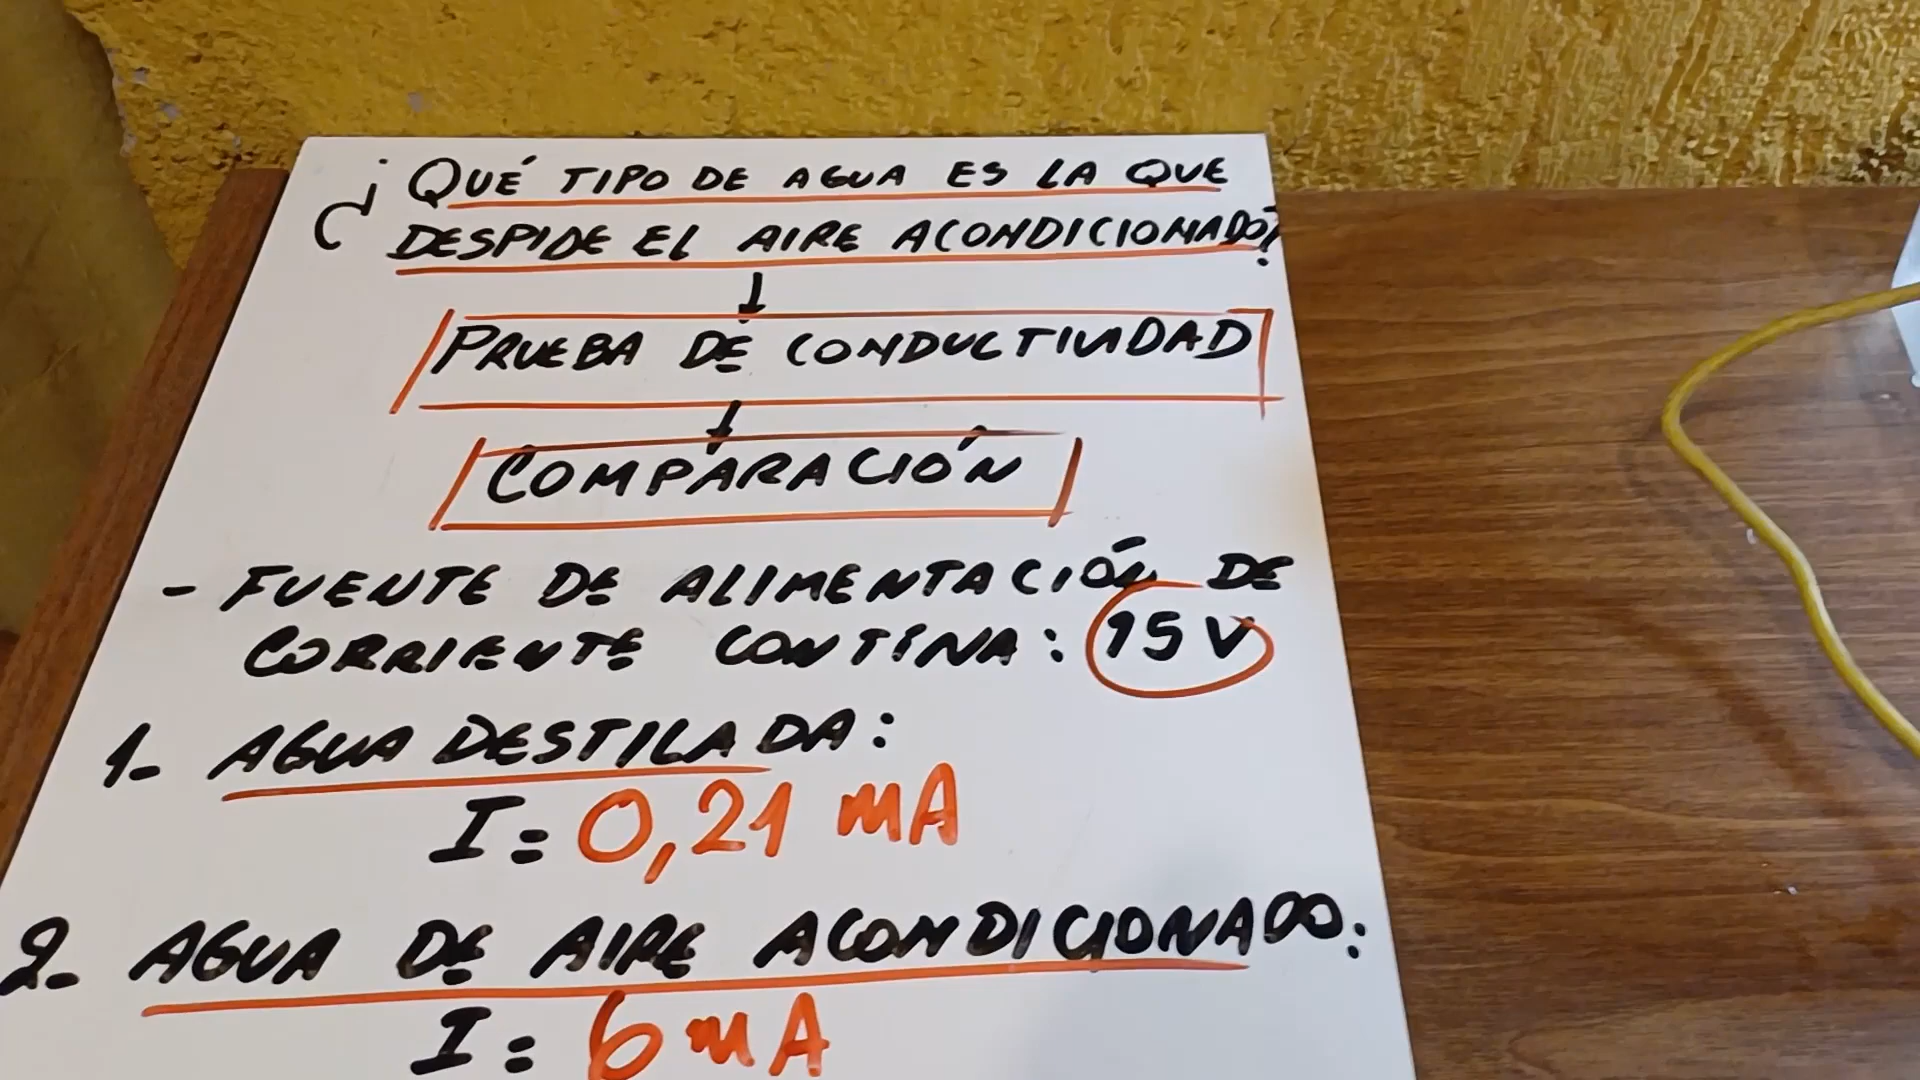 ¿QUÉ TIPO DE AGUA ES LA QUE
DESPIDE EL AIRE ACONDICIONADO?
PRUEBA DE CONDUCTIVIDAD
COMPARACIÓN
- FUENTE DE ALIMENTACIÓN DE
CORRIENTE CONTINA: 15 V
1- AGUA DESTILADA:
I = 0,21 mA
2- AGUA DE AIRE ACONDICIONADO:
I = 6 mA